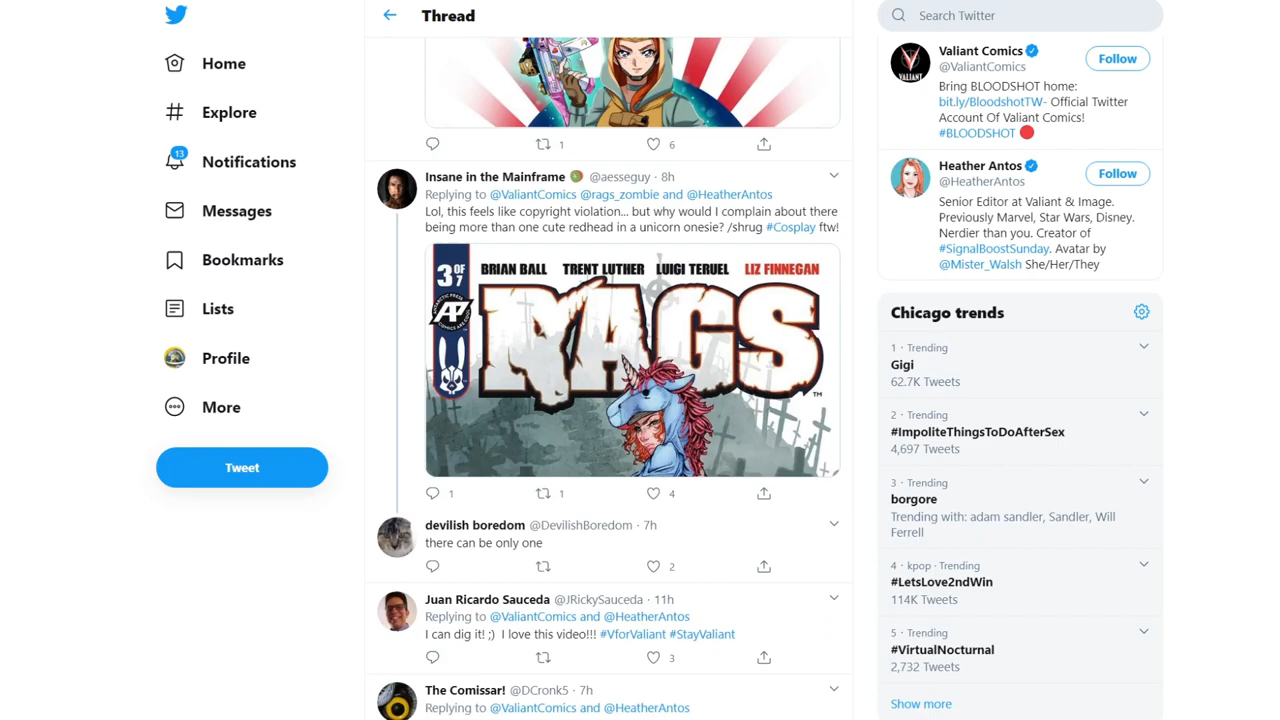 Home
Explore
13
Notifications
Messages
Bookmarks
Lists
Profile
More
Tweet
Thread
1
6
Insane in the Mainframe @aesseguy · 8h
Replying to @ValiantComics @rags_zombie and @HeatherAntos
Lol, this feels like copyright violation... but why would I complain about there
being more than one cute redhead in a unicorn onesie? /shrug #Cosplay ftw!
3 OF 7
BRIAN BALL TRENT LUTHER LUIGI TERUEL LIZ FINNEGAN
AP
RAGS
TM
1
1
4
devilish boredom @DevilishBoredom · 7h
there can be only one
2
Juan Ricardo Sauceda @JRickySauceda · 11h
Replying to @ValiantComics and @HeatherAntos
I can dig it! ;) I love this video!!! #VforValiant #StayValiant
3
The Comissar! @DCronk5 · 7h
Replying to @ValiantComics and @HeatherAntos
Search Twitter
VALIANT
Valiant Comics
@ValiantComics
Follow
Bring BLOODSHOT home:
bit.ly/BloodshotTW- Official Twitter
Account Of Valiant Comics!
#BLOODSHOT
Heather Antos
@HeatherAntos
Follow
Senior Editor at Valiant & Image.
Previously Marvel, Star Wars, Disney.
Nerdier than you. Creator of
#SignalBoostSunday. Avatar by
@Mister_Walsh She/Her/They
Chicago trends
1 · Trending
Gigi
62.7K Tweets
2 · Trending
#ImpoliteThingsToDoAfterSex
4,697 Tweets
3 · Trending
borgore
Trending with: adam sandler, Sandler, Will
Ferrell
4 · kpop · Trending
#LetsLove2ndWin
114K Tweets
5 · Trending
#VirtualNocturnal
2,732 Tweets
Show more